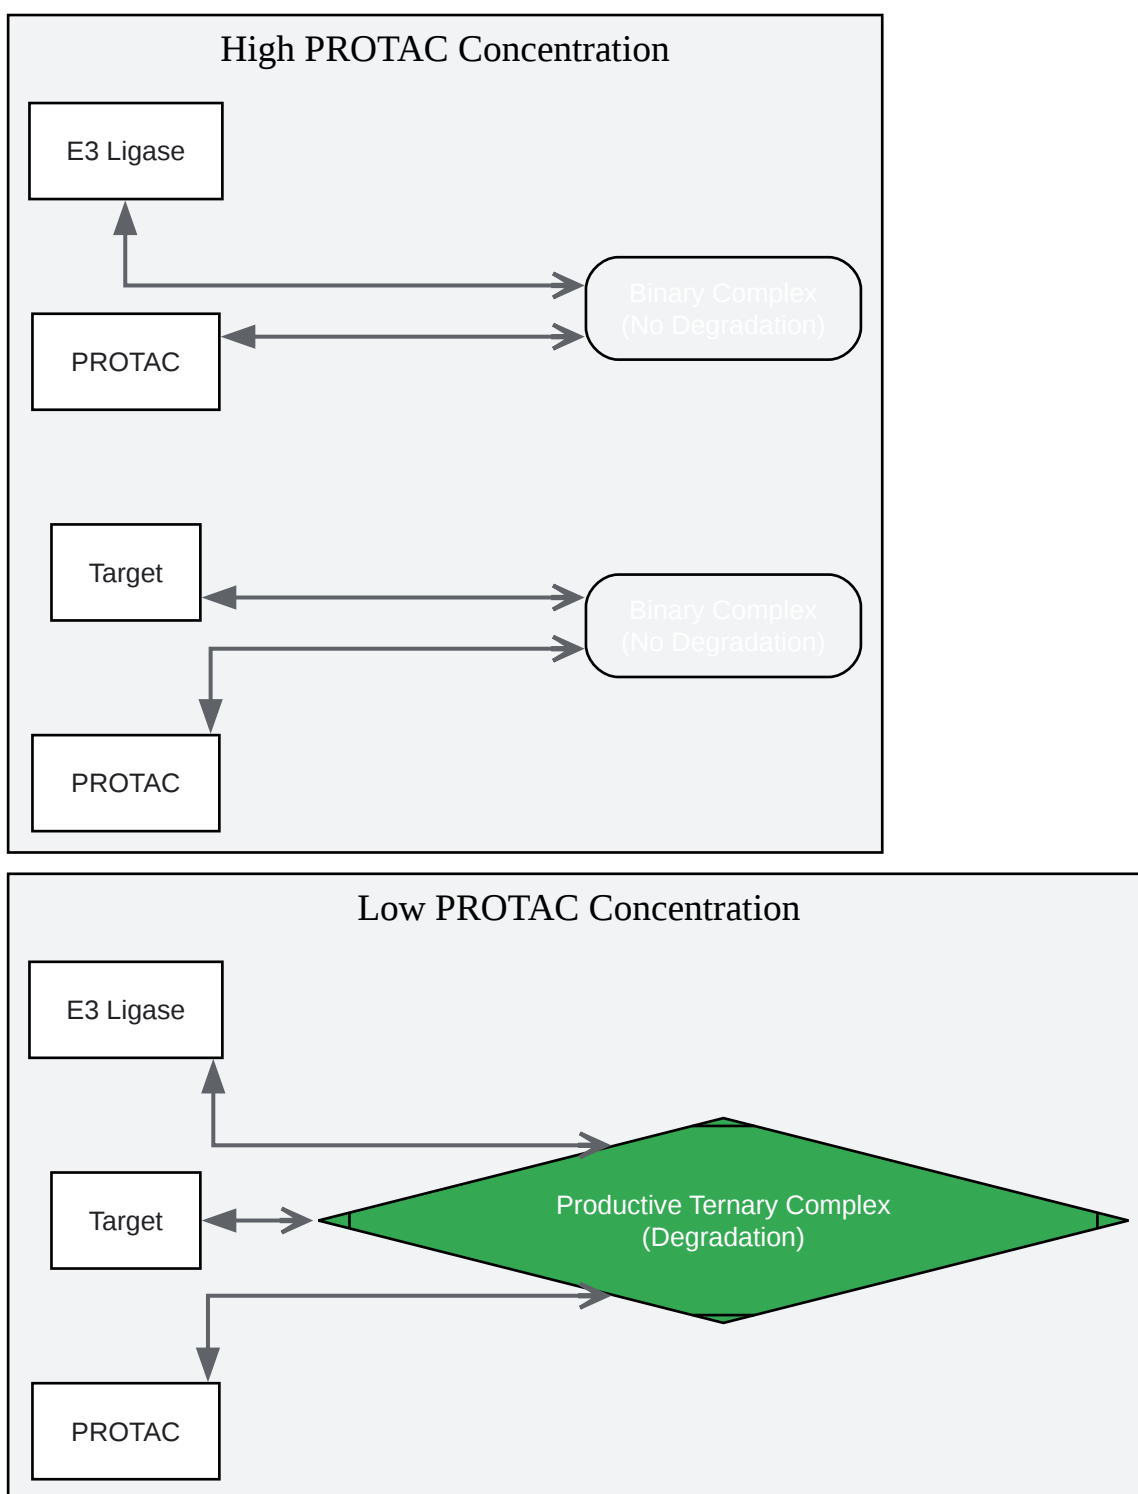 High PROTAC Concentration
E3 Ligase
Binary Complex
(No Degradation)
PROTAC
Target
Binary Complex
(No Degradation)
PROTAC
Low PROTAC Concentration
E3 Ligase
Target
Productive Ternary Complex
(Degradation)
PROTAC